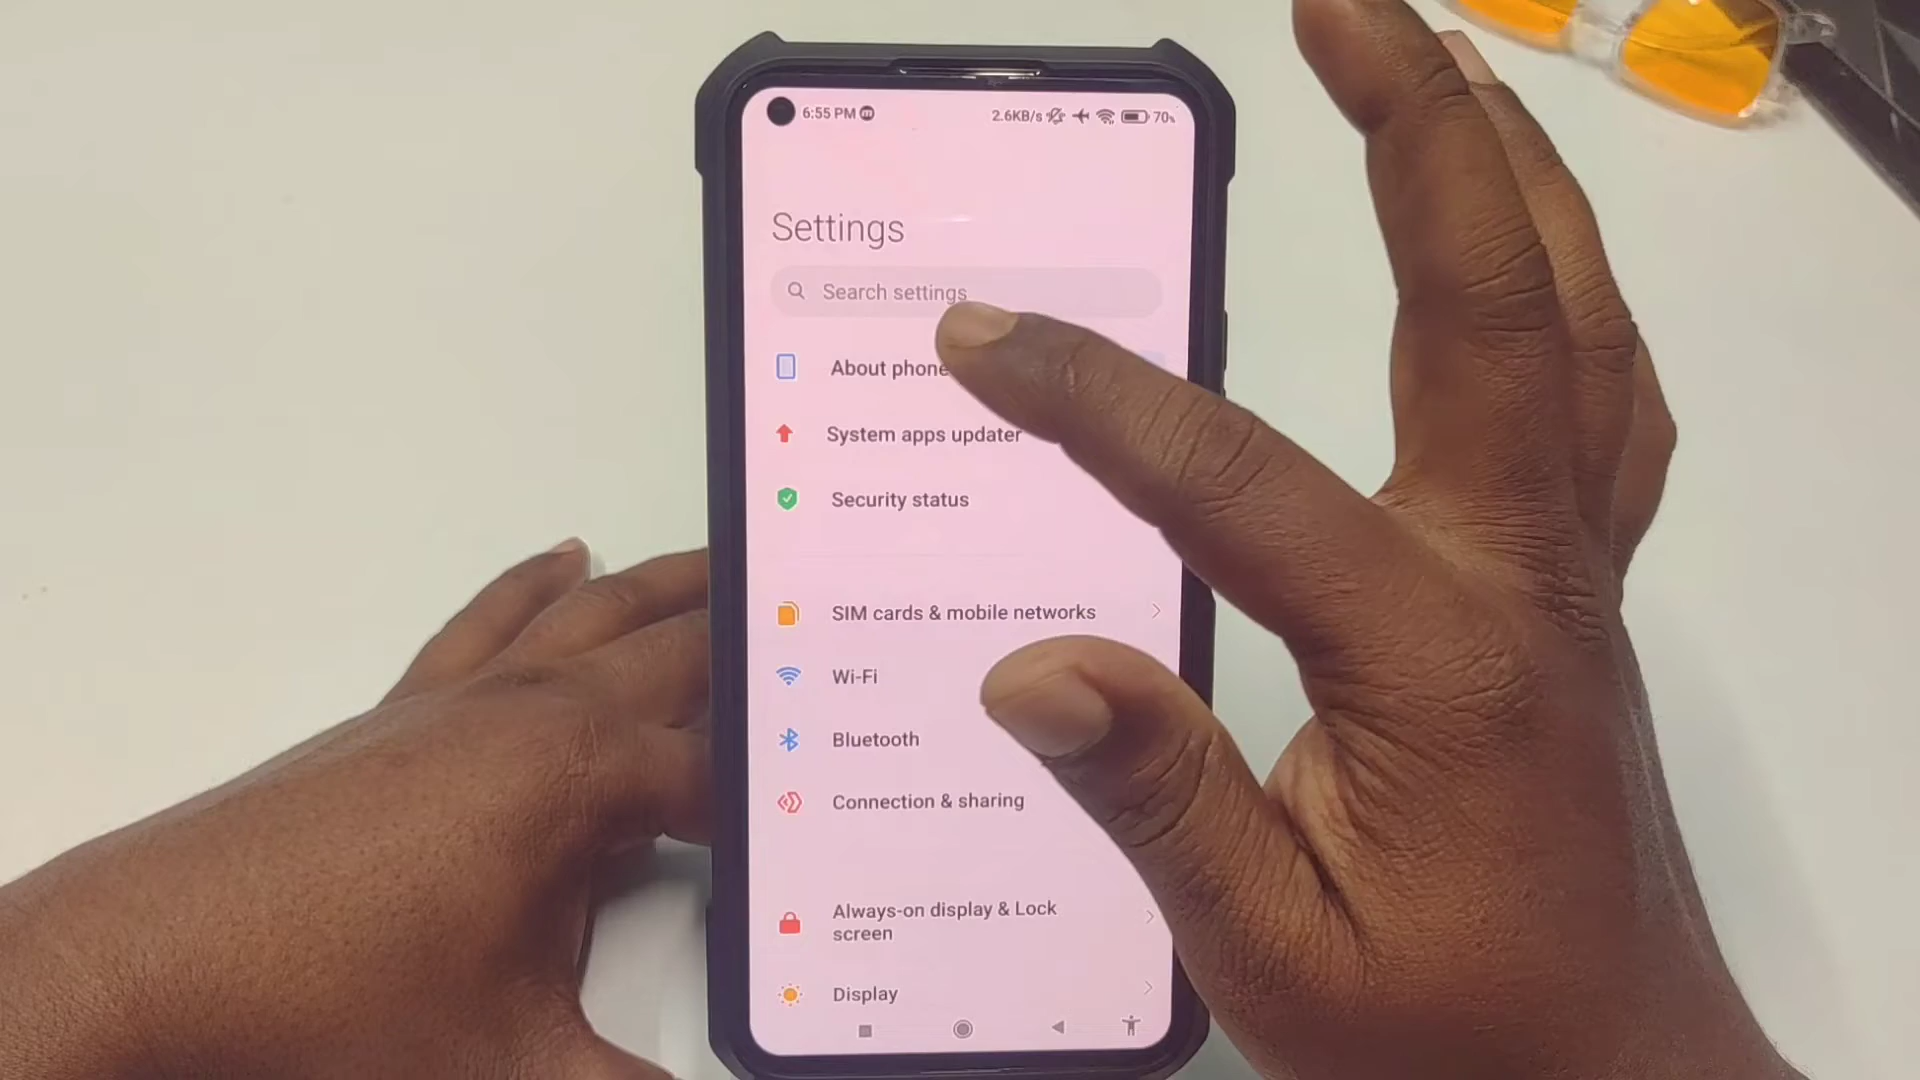 6:55 PM
2.6KB/s 70%
Settings
Search settings
About phone
System apps updater
Security status
SIM cards & mobile networks
Wi-Fi
Bluetooth
Connection & sharing
Always-on display & Lock
screen
Display